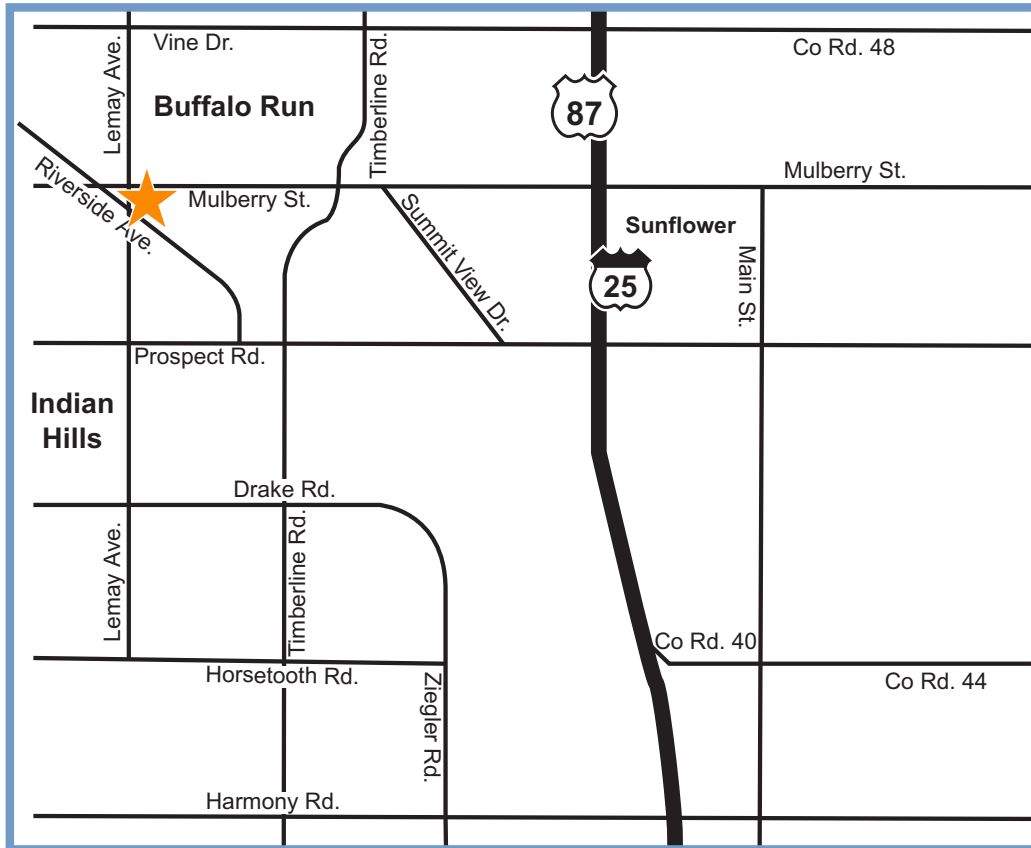 Vine Dr.
Co Rd. 48
Lemay Ave.
Timberline Rd.
Buffalo Run
87
Riverside Ave.
Mulberry St.
Mulberry St.
Summit View Dr.
Sunflower
25
Main St.
Prospect Rd.
Indian
Hills
Drake Rd.
Lemay Ave.
Timberline Rd.
Co Rd. 40
Horsetooth Rd.
Ziegler Rd.
Co Rd. 44
Harmony Rd.